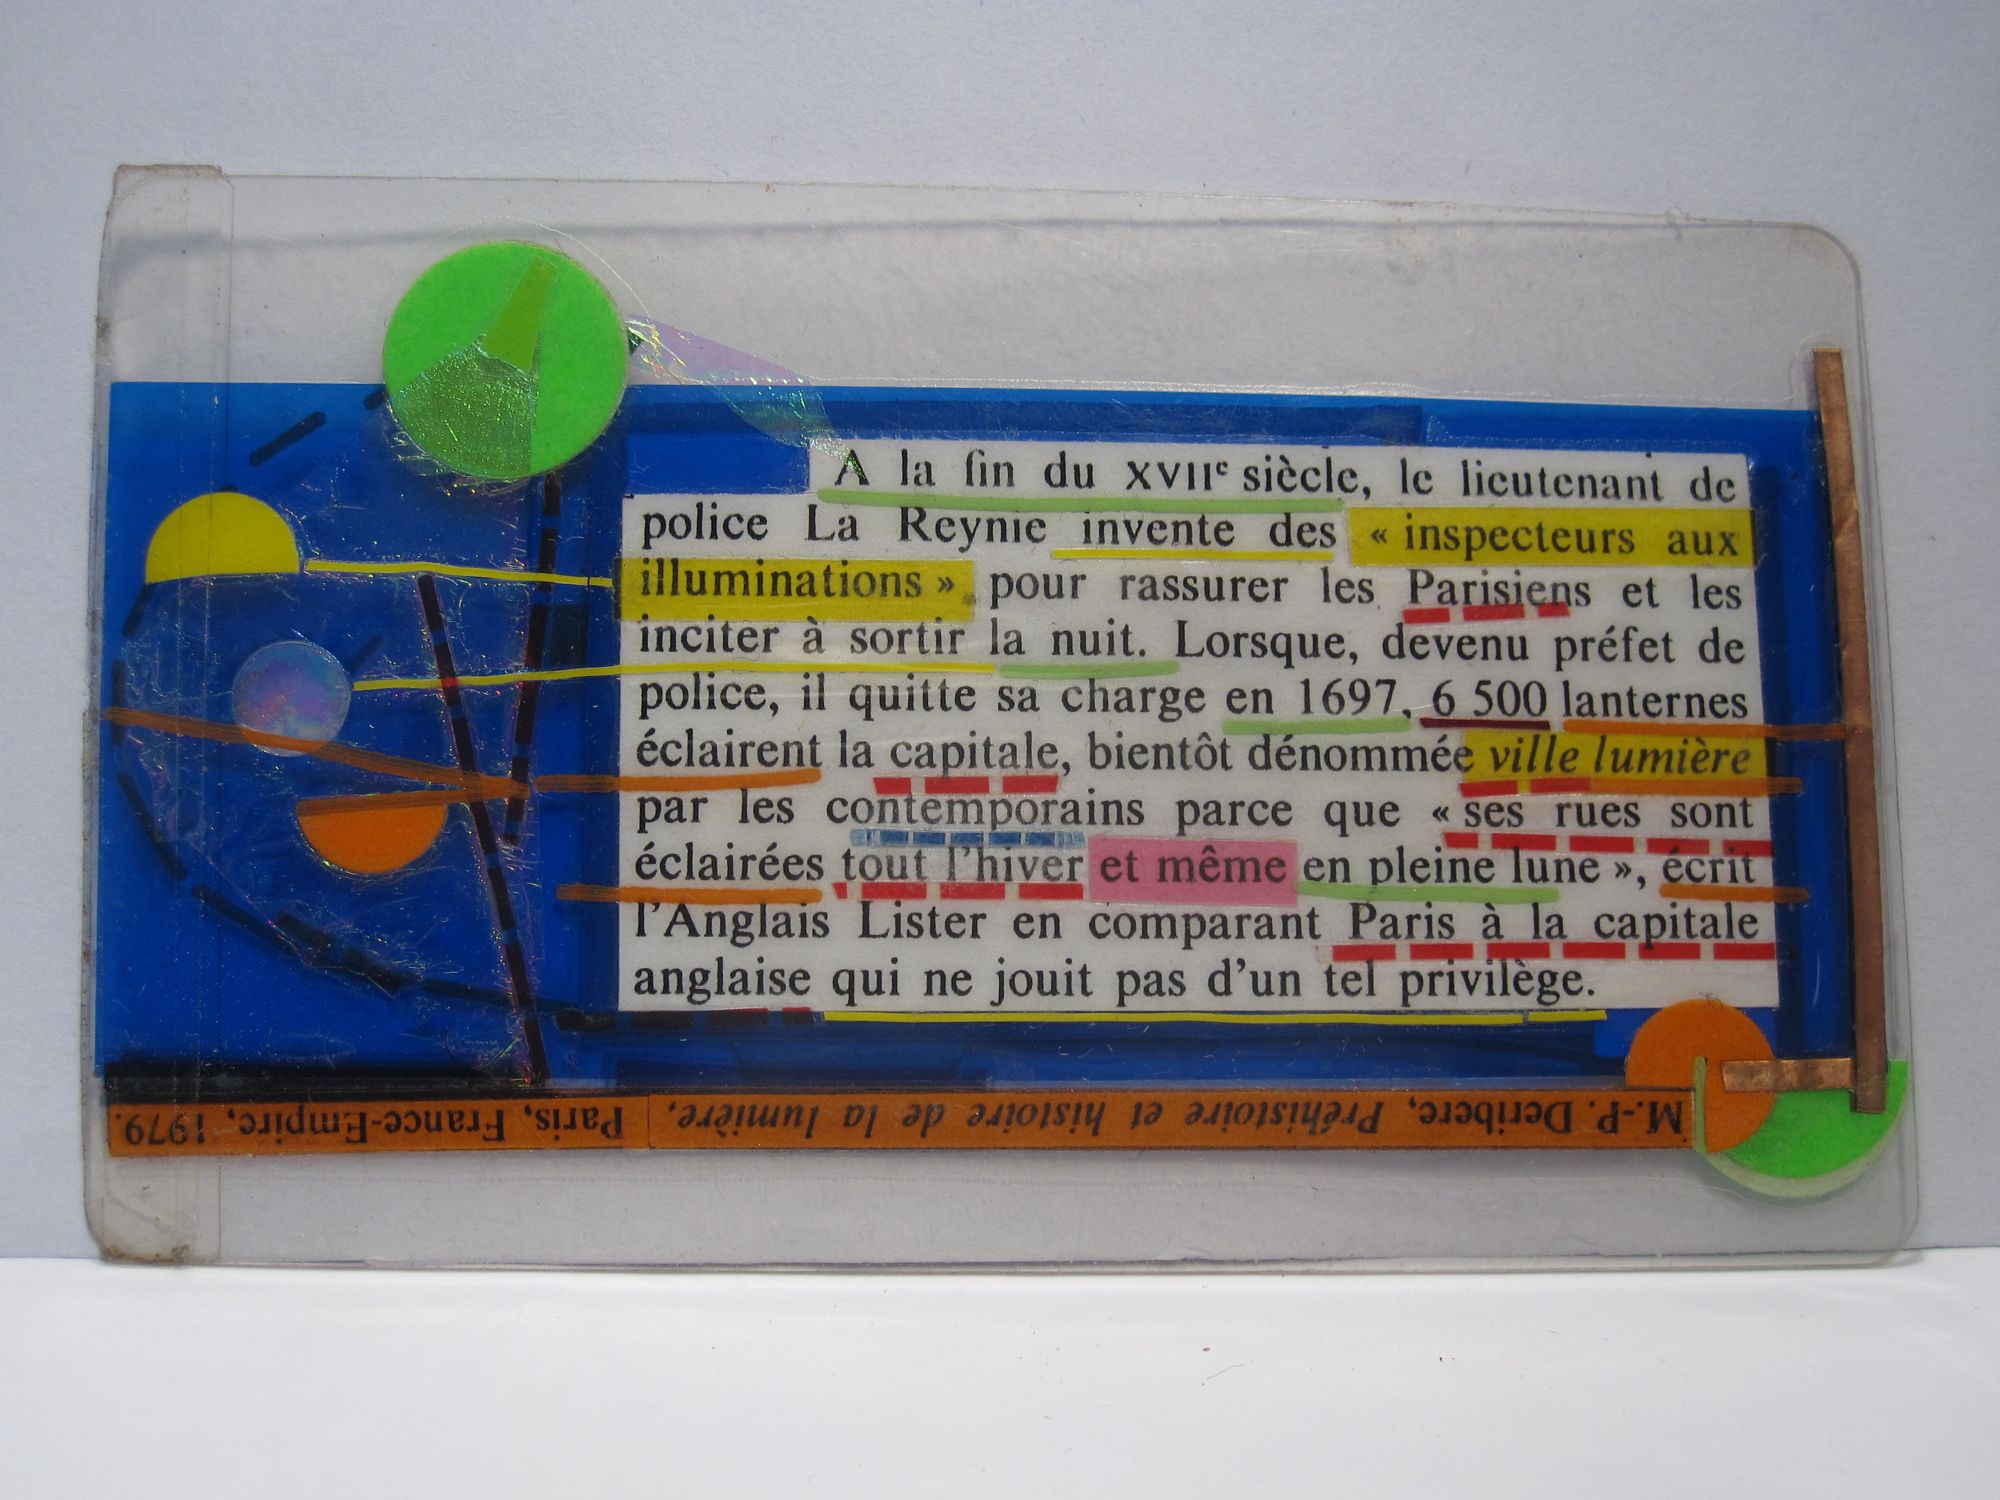 A la fin du XVIIe siècle, le lieutenant de
police La Reynie invente des « inspecteurs aux
illuminations » pour rassurer les Parisiens et les
inciter à sortir la nuit. Lorsque, devenu préfet de
police, il quitte sa charge en 1697, 6 500 lanternes
éclairent la capitale, bientôt dénommée ville lumière
par les contemporains parce que « ses rues sont
éclairées tout l'hiver et même en pleine lune », écrit
l'Anglais Lister en comparant Paris à la capitale
anglaise qui ne jouit pas d'un tel privilège.
M.-P. Deribere, Préhistoire et histoire de la lumière,
Paris, France-Empire, 1979.